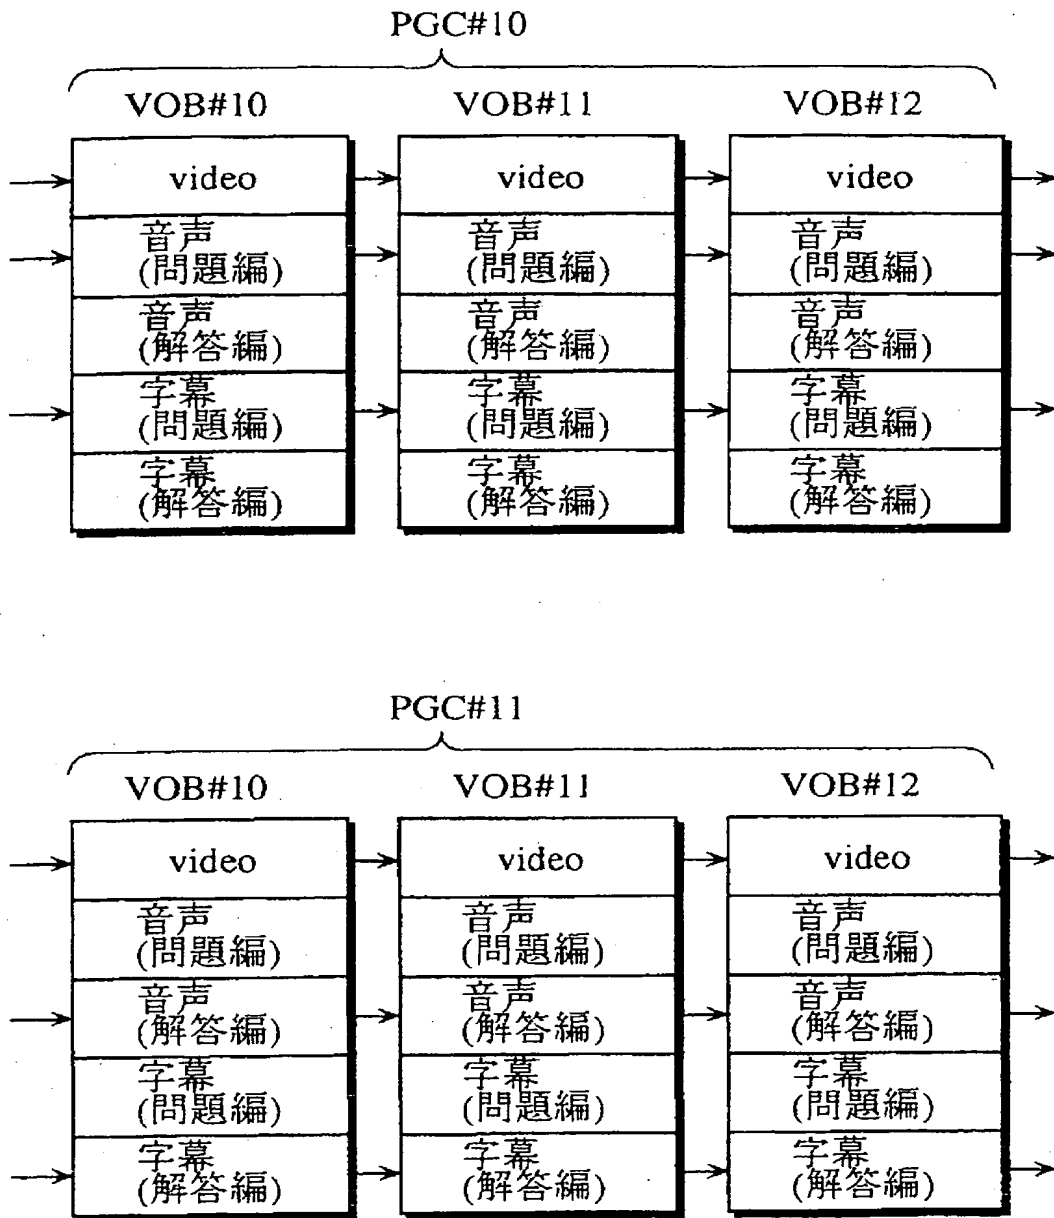 PGC#10
VOB#10
VOB#11
VOB#12
video
video
video
音声
(問題編)
音声
(問題編)
音声
(問題編)
音声
(解答編)
音声
(解答編)
音声
(解答編)
字幕
(問題編)
字幕
(問題編)
字幕
(問題編)
字幕
(解答編)
字幕
(解答編)
字幕
(解答編)
PGC#11
VOB#10
VOB#11
VOB#12
video
video
video
音声
(問題編)
音声
(問題編)
音声
(問題編)
音声
(解答編)
音声
(解答編)
音声
(解答編)
字幕
(問題編)
字幕
(問題編)
字幕
(問題編)
字幕
(解答編)
字幕
(解答編)
字幕
(解答編)